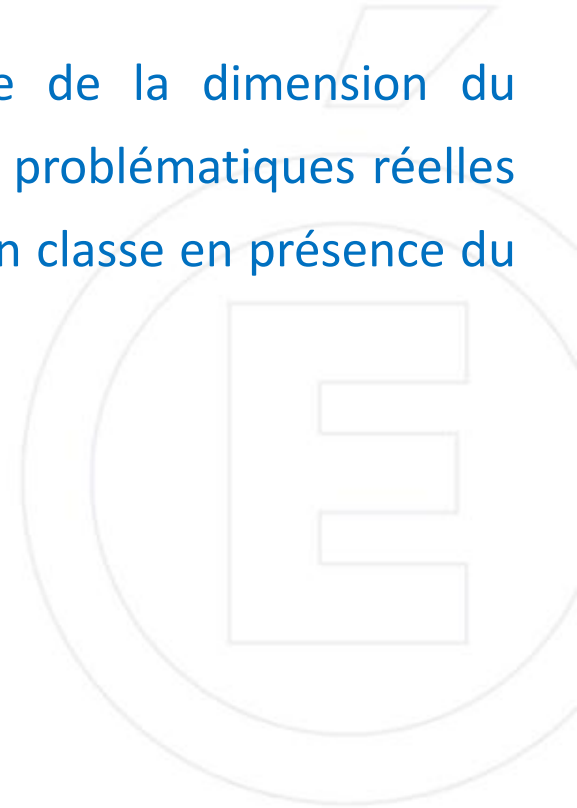 e de la dimension du
problématiques réelles
n classe en présence du
É